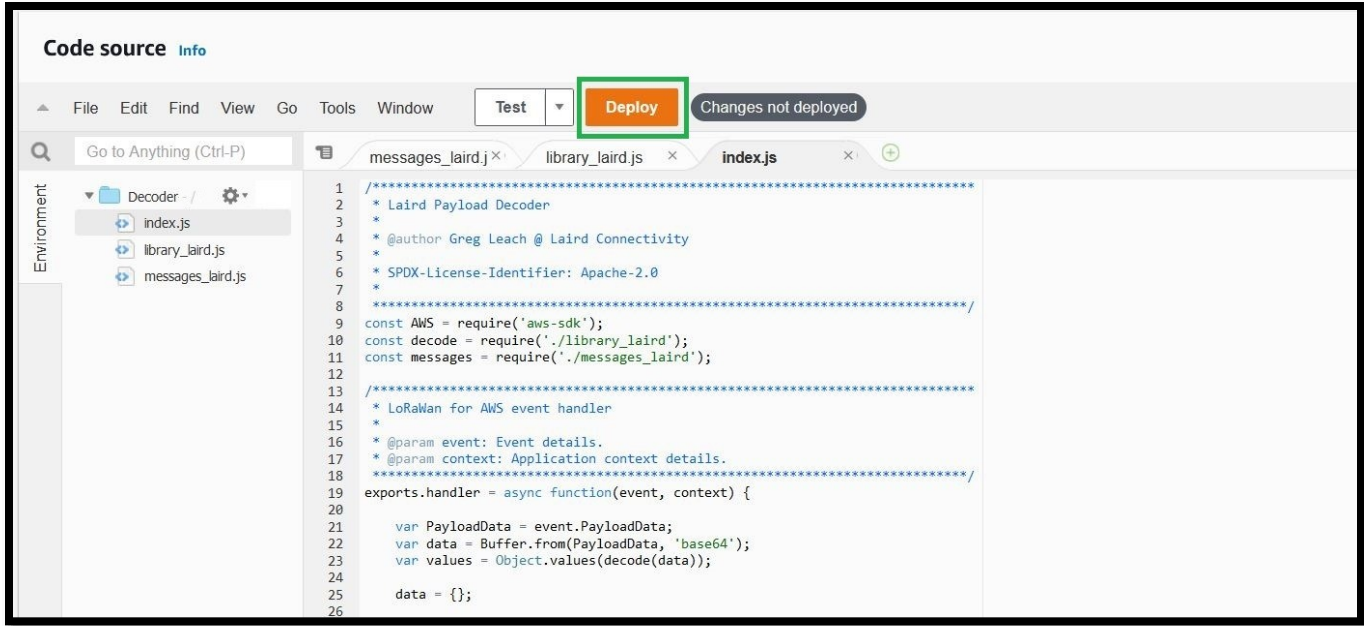 Code source Info
File Edit Find View Go Tools Window Test Deploy Changes not deployed
Go to Anything (Ctrl-P)
messages_laird.j × library_laird.js × index.js ×
Environment
Decoder - /
index.js
library_laird.js
messages_laird.js
1 /******************************************************************************
2 * Laird Payload Decoder
3 *
4 * @author Greg Leach @ Laird Connectivity
5 *
6 * SPDX-License-Identifier: Apache-2.0
7 *
8 *****************************************************************************/
9 const AWS = require('aws-sdk');
10 const decode = require('./library_laird');
11 const messages = require('./messages_laird');
12
13 /******************************************************************************
14 * LoRaWan for AWS event handler
15 *
16 * @param event: Event details.
17 * @param context: Application context details.
18 *****************************************************************************/
19 exports.handler = async function(event, context) {
20
21 var PayloadData = event.PayloadData;
22 var data = Buffer.from(PayloadData, 'base64');
23 var values = Object.values(decode(data));
24
25 data = {};
26